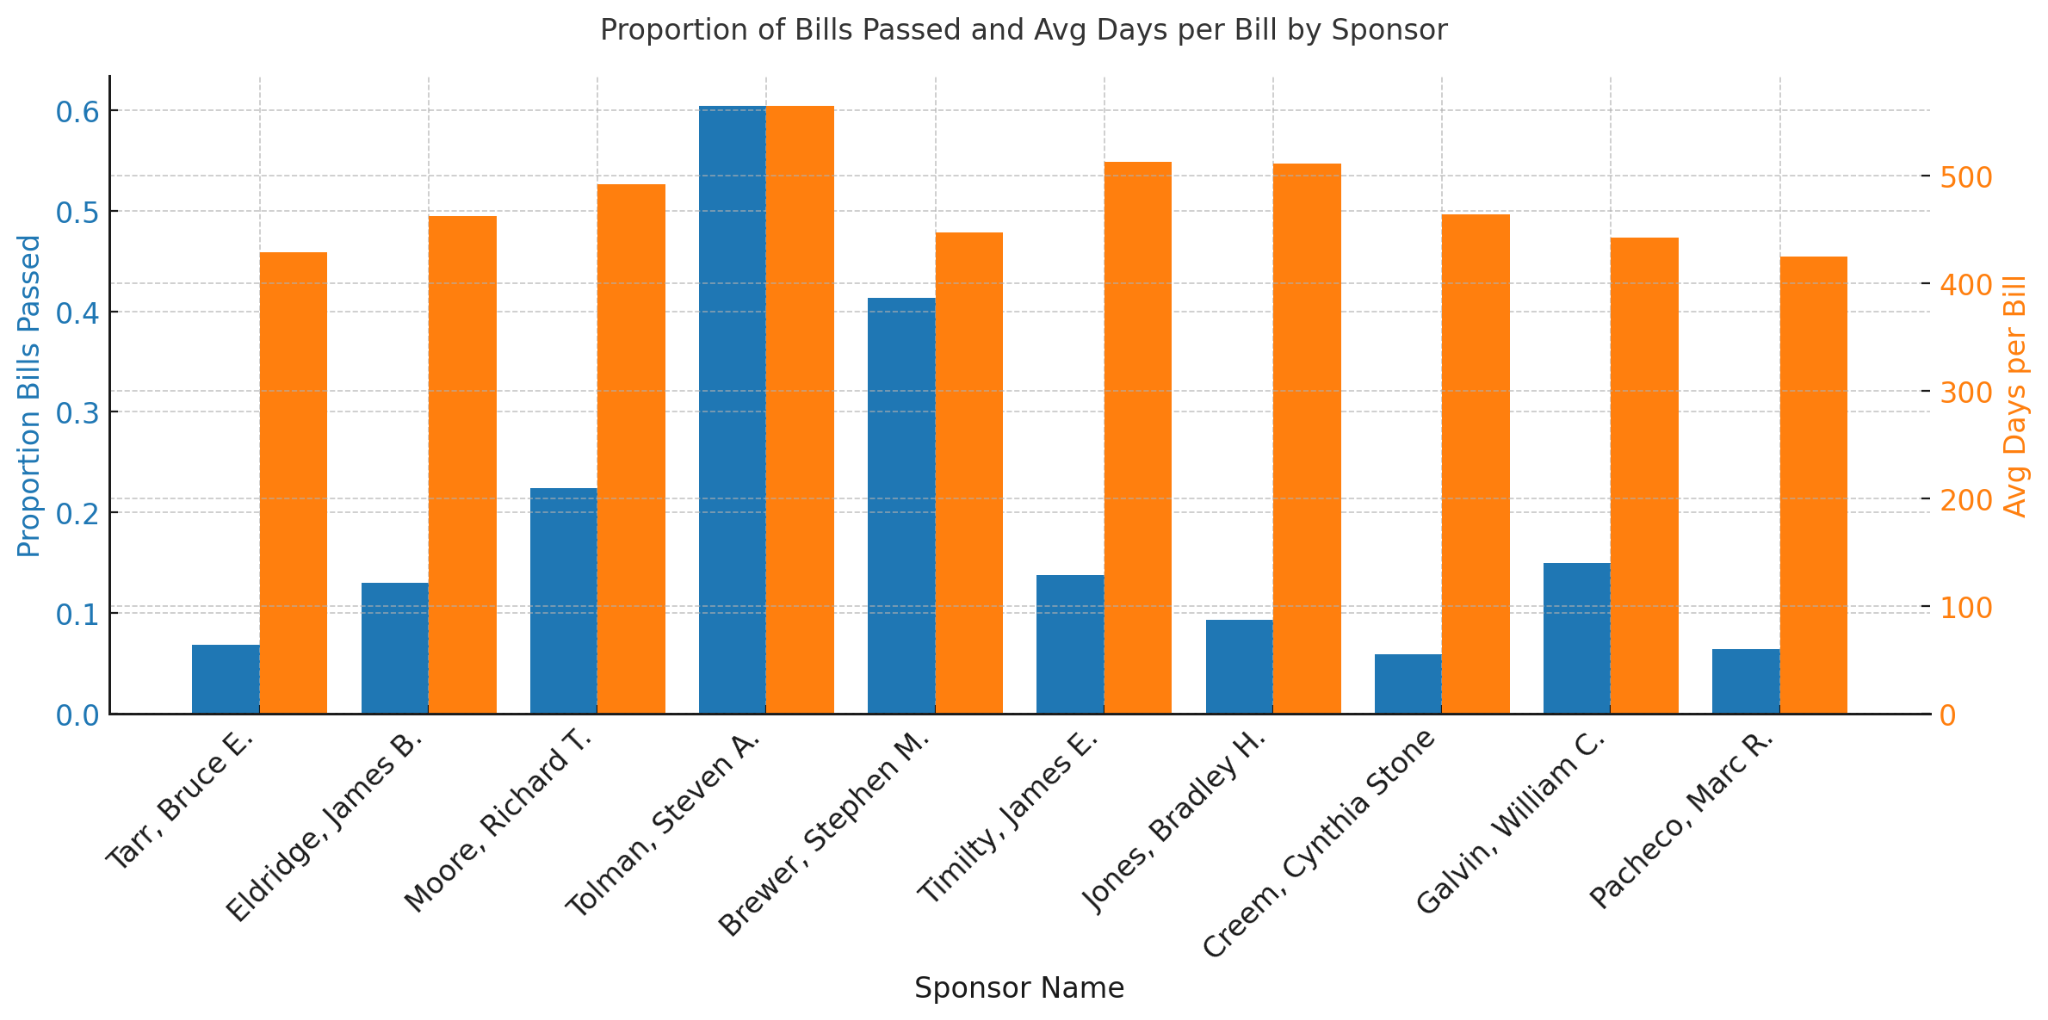 Proportion of Bills Passed and Avg Days per Bill by Sponsor
Proportion Bills Passed
0.6
0.5
0.4
0.3
0.2
0.1
0.0
500
400
300
200
100
0
Avg Days per Bill
Tarr, Bruce E.
Eldridge, James B.
Moore, Richard T.
Tolman, Steven A.
Brewer, Stephen M.
Timilty, James E.
Jones, Bradley H.
Creem, Cynthia Stone
Galvin, William C.
Pacheco, Marc R.
Sponsor Name